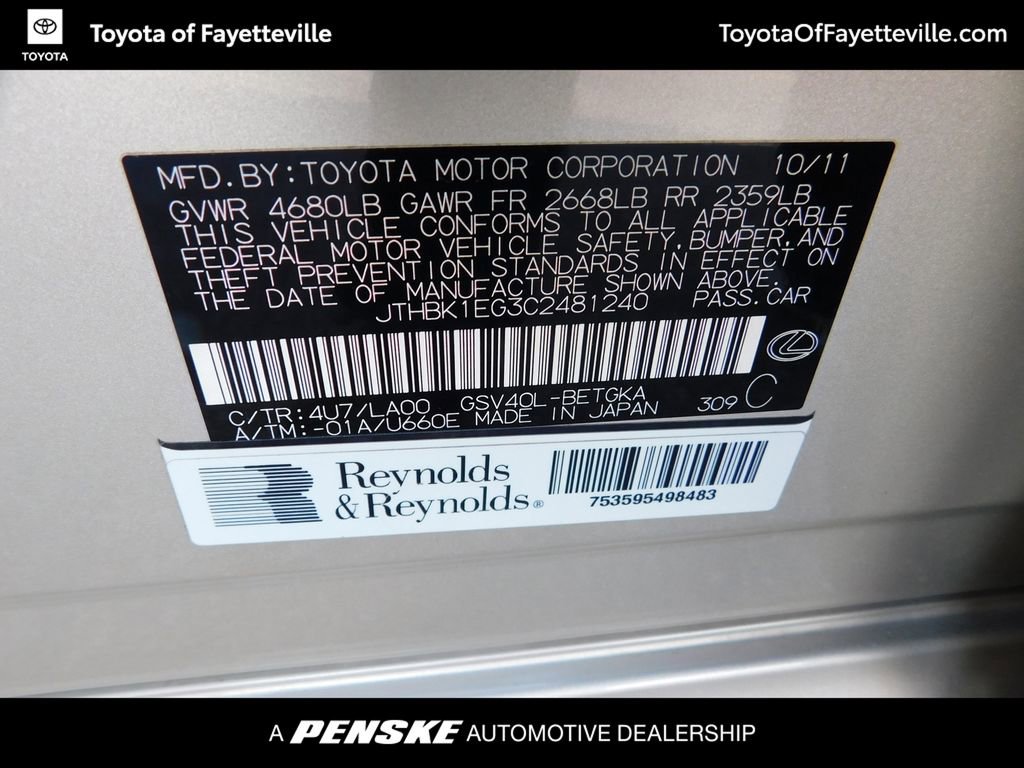 TOYOTA
Toyota of Fayetteville
ToyotaOfFayetteville.com
MFD.BY:TOYOTA MOTOR CORPORATION 10/11
GVWR 4680LB GAWR FR 2668LB RR 2359LB
THIS VEHICLE CONFORMS TO ALL APPLICABLE
FEDERAL MOTOR VEHICLE SAFETY,BUMPER,AND
THEFT PREVENTION STANDARDS IN EFFECT ON
THE DATE OF MANUFACTURE SHOWN ABOVE.
JTHBK1EG3C2481240 PASS.CAR
C/TR:4U7/LA00 GSV40L-BETGKA
A/TM:-01A/U660E MADE IN JAPAN 309 C
Reynolds
&Reynolds®
753595498483
A PENSKE AUTOMOTIVE DEALERSHIP